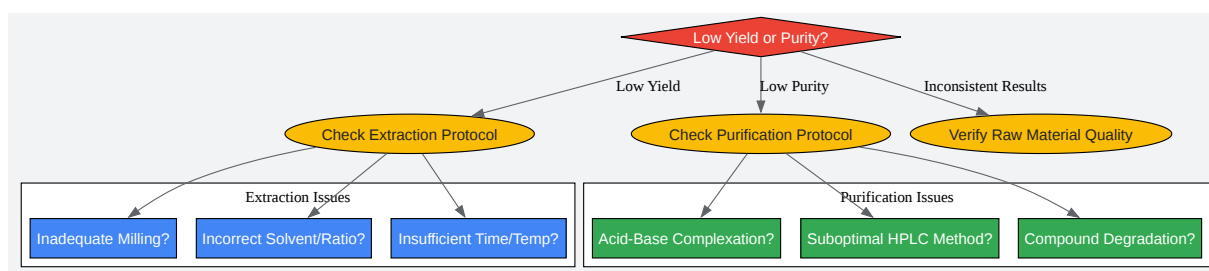 Low Yield or Purity?
Low Yield
Low Purity
Inconsistent Results
Check Extraction Protocol
Check Purification Protocol
Verify Raw Material Quality
Extraction Issues
Purification Issues
Inadequate Milling?
Incorrect Solvent/Ratio?
Insufficient Time/Temp?
Acid-Base Complexation?
Suboptimal HPLC Method?
Compound Degradation?